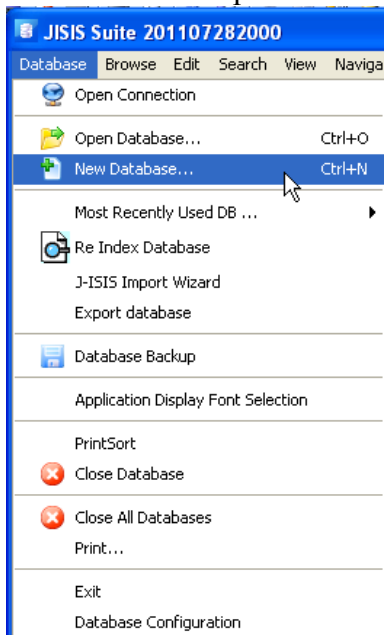 JISIS Suite 201107282000
Database Browse Edit Search View Naviga
Open Connection
Open Database... Ctrl+O
New Database... Ctrl+N
Most Recently Used DB ...
Re Index Database
J-ISIS Import Wizard
Export database
Database Backup
Application Display Font Selection
PrintSort
Close Database
Close All Databases
Print...
Exit
Database Configuration